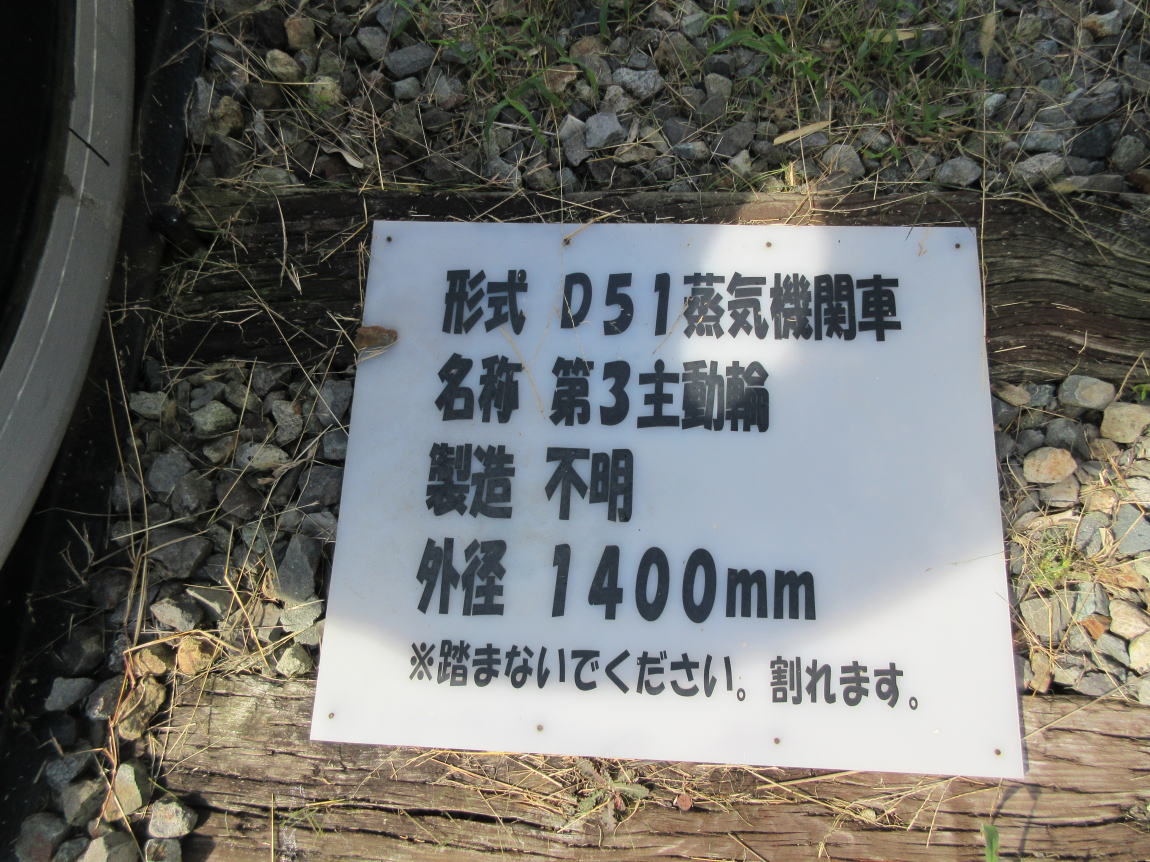 形式 D51蒸気機関車
名称 第3主動輪
製造 不明
外径 1400mm
※踏まないでください。割れます。